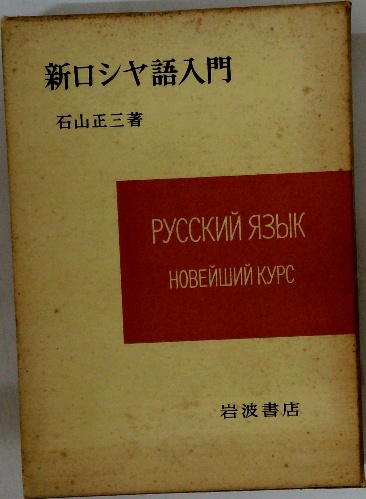 新ロシヤ語入門
石山正三著
РУССКИЙ ЯЗЫК
НОВЕЙШИЙ КУРС
岩波書店